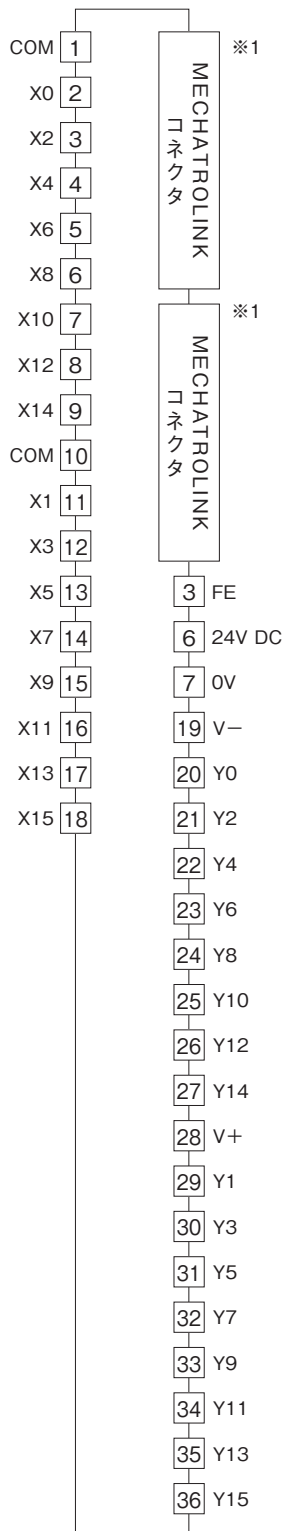 COM 1
X0 2
X2 3
X4 4
X6 5
X8 6
X10 7
X12 8
X14 9
COM 10
X1 11
X3 12
X5 13
X7 14
X9 15
X11 16
X13 17
X15 18
MECHATROLINK
コネクタ
※1
MECHATROLINK
コネクタ
※1
3 FE
6 24V DC
7 0V
19 V−
20 Y0
21 Y2
22 Y4
23 Y6
24 Y8
25 Y10
26 Y12
27 Y14
28 V+
29 Y1
30 Y3
31 Y5
32 Y7
33 Y9
34 Y11
35 Y13
36 Y15